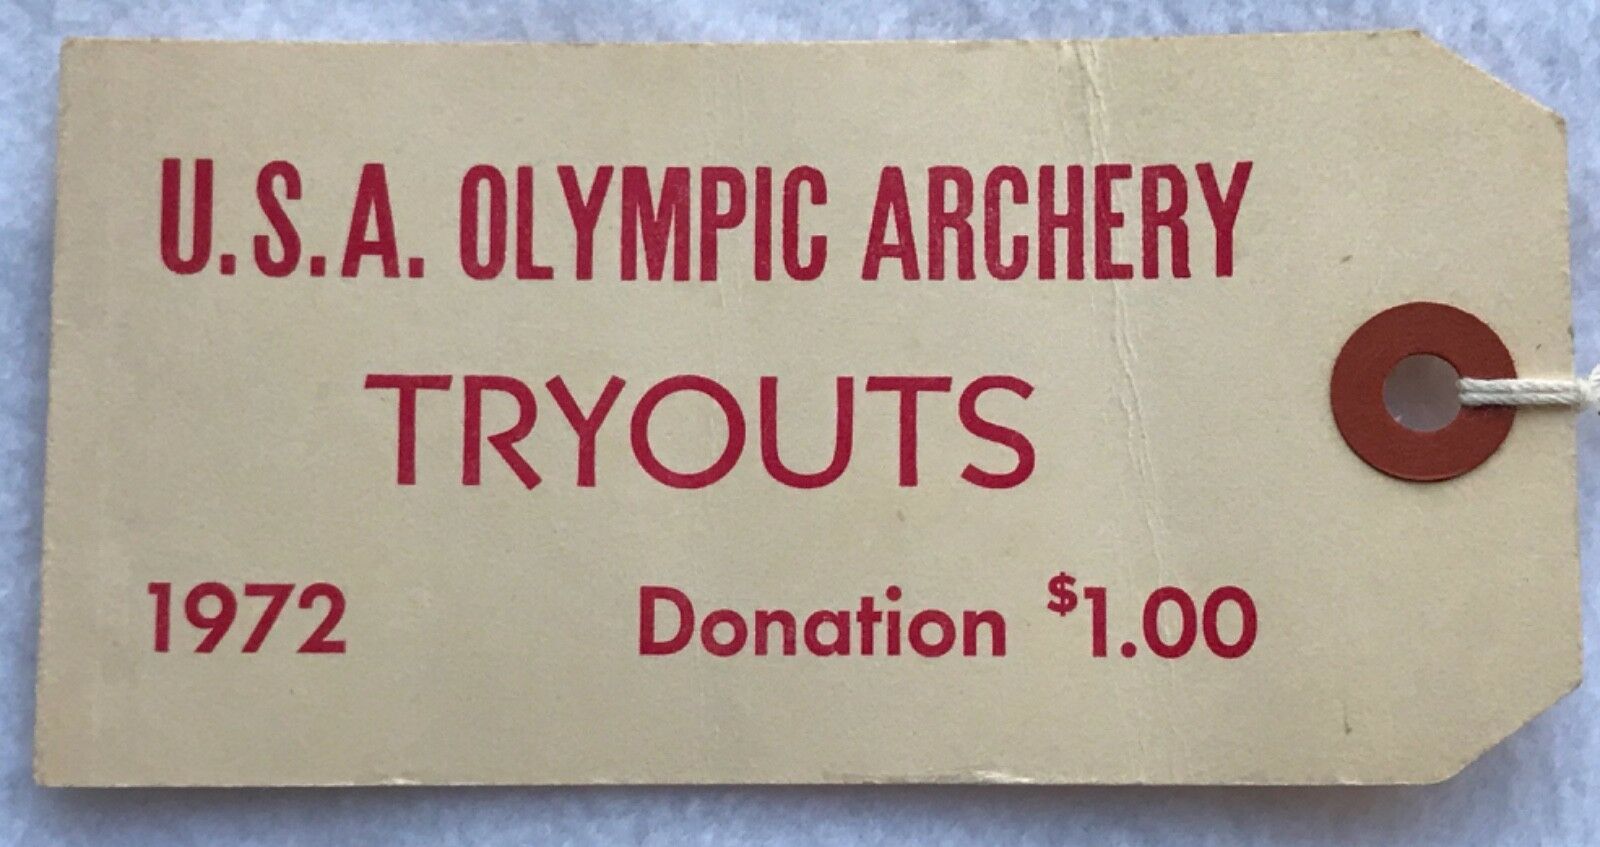 U.S.A. OLYMPIC ARCHERY
TRYOUTS
1972 Donation $1.00